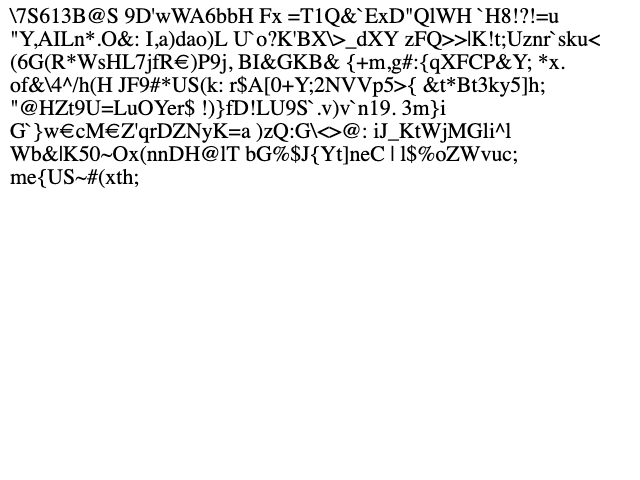 \7S613B@S 9D'wWA6bbH Fx =T1Q&`ExD"QlWH `H8!?!=u
"Y,AILn*.O&: I,a)dao)L U`o?K'BX\>_dXY zFQ>>|K!t;Uznr`sku<
(6G(R*WsHL7jfR€)P9j, BI&GKB& {+m,g#:{qXFCP&Y; *x.
of&\4^/h(H JF9#*US(k: r$A[0+Y;2NVVp5>{ &t*Bt3ky5]h;
"@HZt9U=LuOYer$ !)}fD!LU9S`.v)v`n19. 3m}i
G`}w€cM€Z'qrDZNyK=a )zQ:G\<>@: iJ_KtWjMGli^l
Wb&|K50~Ox(nnDH@lT bG%$J{Yt]neC | l$%oZWvuc;
me{US~#(xth;